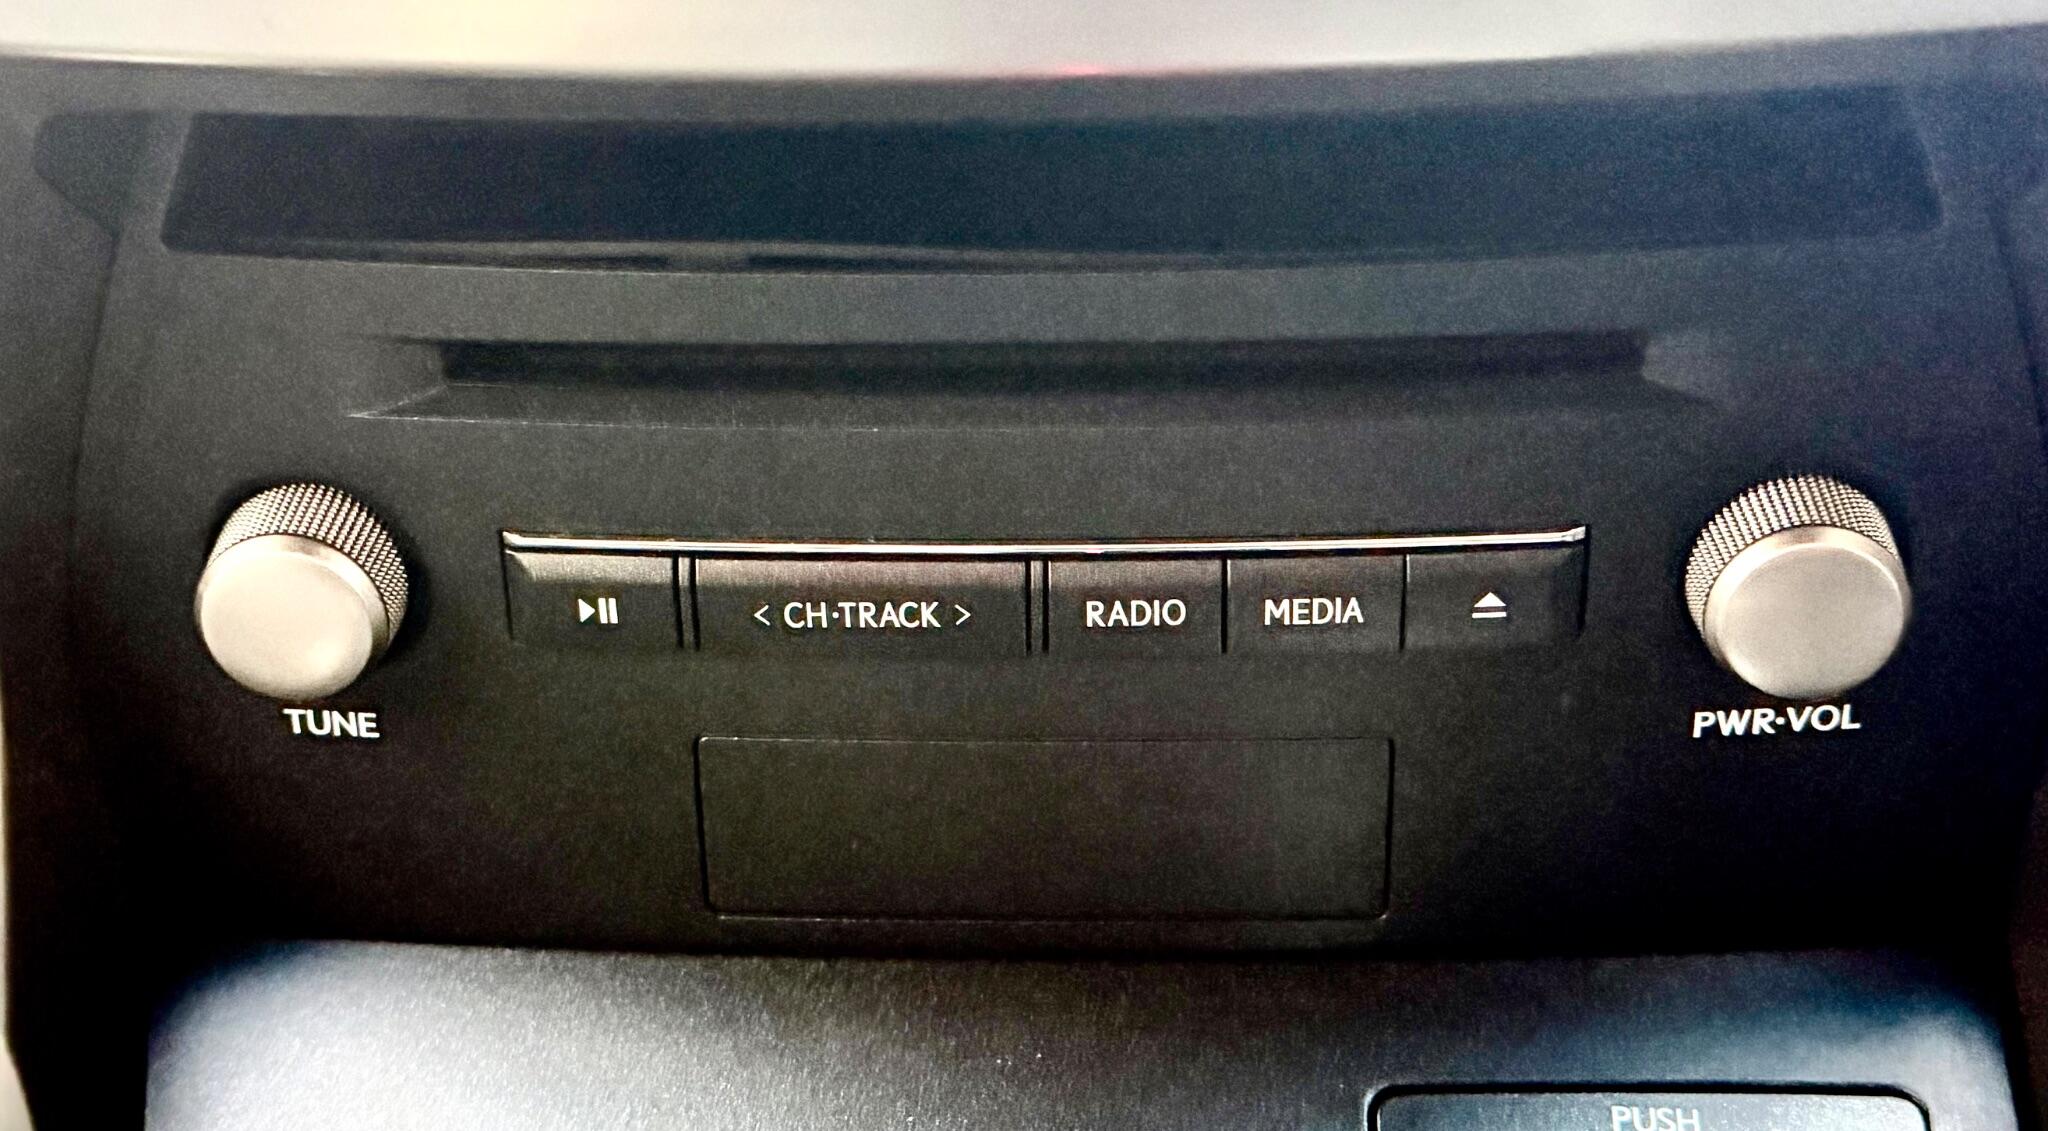 < CH·TRACK >
RADIO
MEDIA
TUNE
PWR·VOL
PUSH